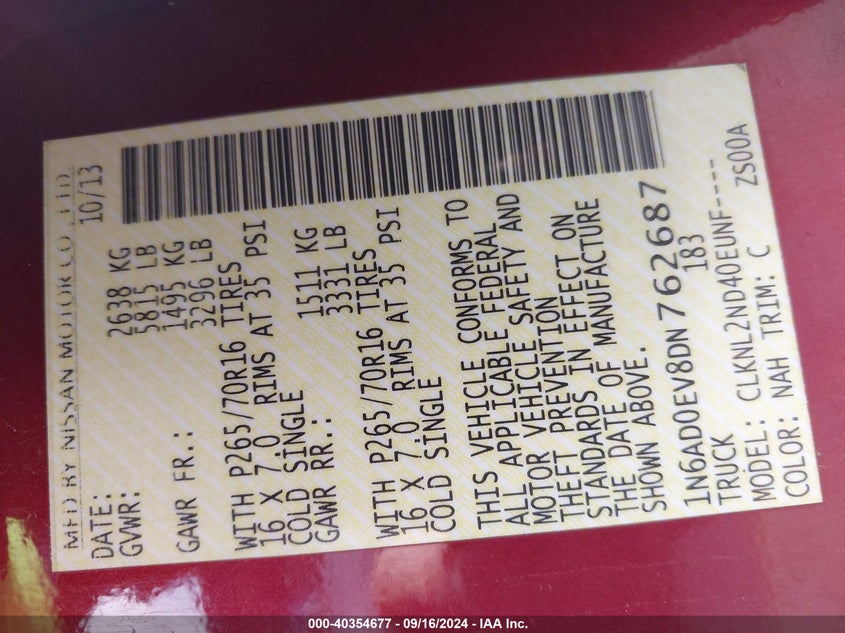 MFD BY NISSAN MOTOR CO., LTD.
DATE: 10/13
GVWR: 2638 KG
5815 LB
GAWR FR.: 1495 KG
3296 LB
WITH P265/70R16 TIRES
16 X 7.0 RIMS AT 35 PSI
COLD SINGLE
GAWR RR.: 1511 KG
3331 LB
WITH P265/70R16 TIRES
16 X 7.0 RIMS AT 35 PSI
COLD SINGLE
THIS VEHICLE CONFORMS TO
ALL APPLICABLE FEDERAL
MOTOR VEHICLE SAFETY AND
THEFT PREVENTION
STANDARDS IN EFFECT ON
THE DATE OF MANUFACTURE
SHOWN ABOVE.
1N6AD0EV8DN762687
TRUCK 183
MODEL: CLKNL2ND40EUNF----
COLOR: NAH TRIM: C ZS00A
000-40354677 - 09/16/2024 - IAA Inc.